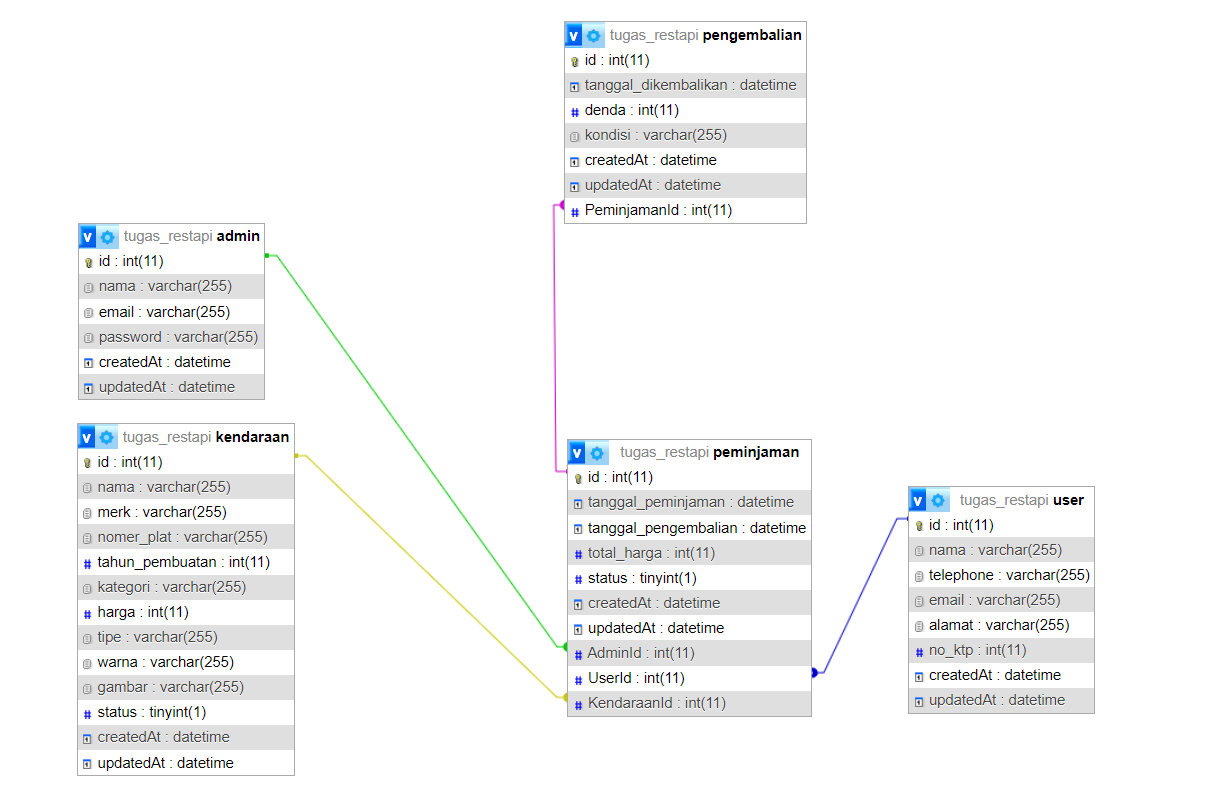 tugas_restapi pengembalian
id : int(11)
tanggal_dikembalikan : datetime
denda : int(11)
kondisi : varchar(255)
createdAt : datetime
updatedAt : datetime
PeminjamanId : int(11)
tugas_restapi admin
id : int(11)
nama : varchar(255)
email : varchar(255)
password : varchar(255)
createdAt : datetime
updatedAt : datetime
tugas_restapi kendaraan
id : int(11)
nama : varchar(255)
merk : varchar(255)
nomer_plat : varchar(255)
tahun_pembuatan : int(11)
kategori : varchar(255)
harga : int(11)
tipe : varchar(255)
warna : varchar(255)
gambar : varchar(255)
status : tinyint(1)
createdAt : datetime
updatedAt : datetime
tugas_restapi peminjaman
id : int(11)
tanggal_peminjaman : datetime
tanggal_pengembalian : datetime
total_harga : int(11)
status : tinyint(1)
createdAt : datetime
updatedAt : datetime
AdminId : int(11)
UserId : int(11)
KendaraanId : int(11)
tugas_restapi user
id : int(11)
nama : varchar(255)
telephone : varchar(255)
email : varchar(255)
alamat : varchar(255)
no_ktp : int(11)
createdAt : datetime
updatedAt : datetime